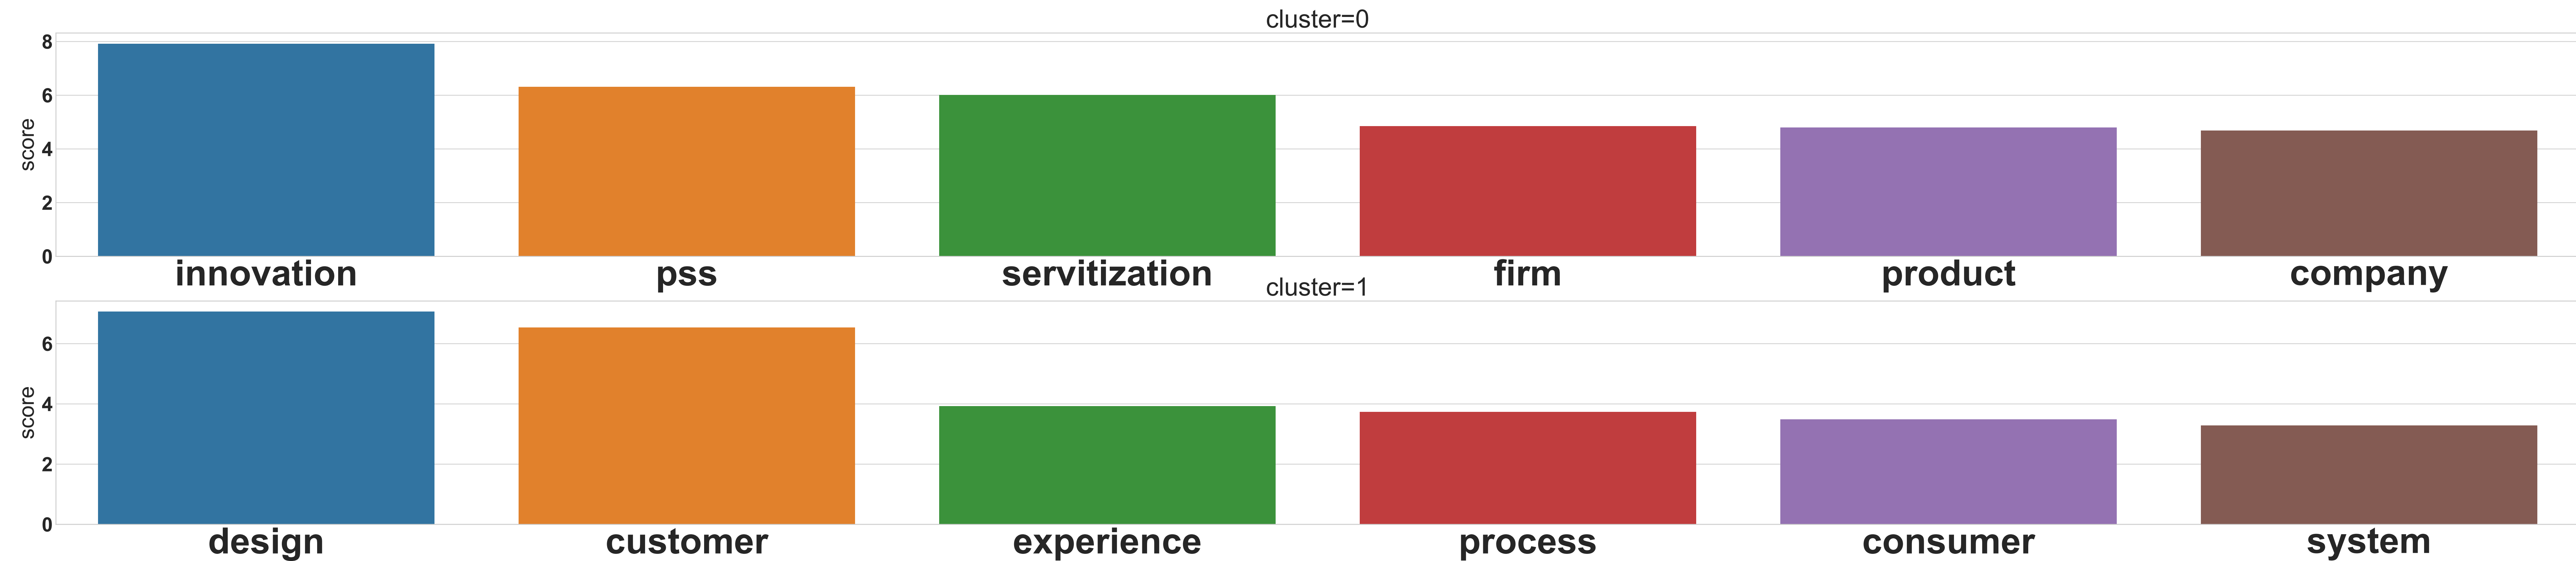 cluster=0
8
6
4
2
0
score
innovation pss servitization firm product company
cluster=1
6
4
2
0
score
design customer experience process consumer system